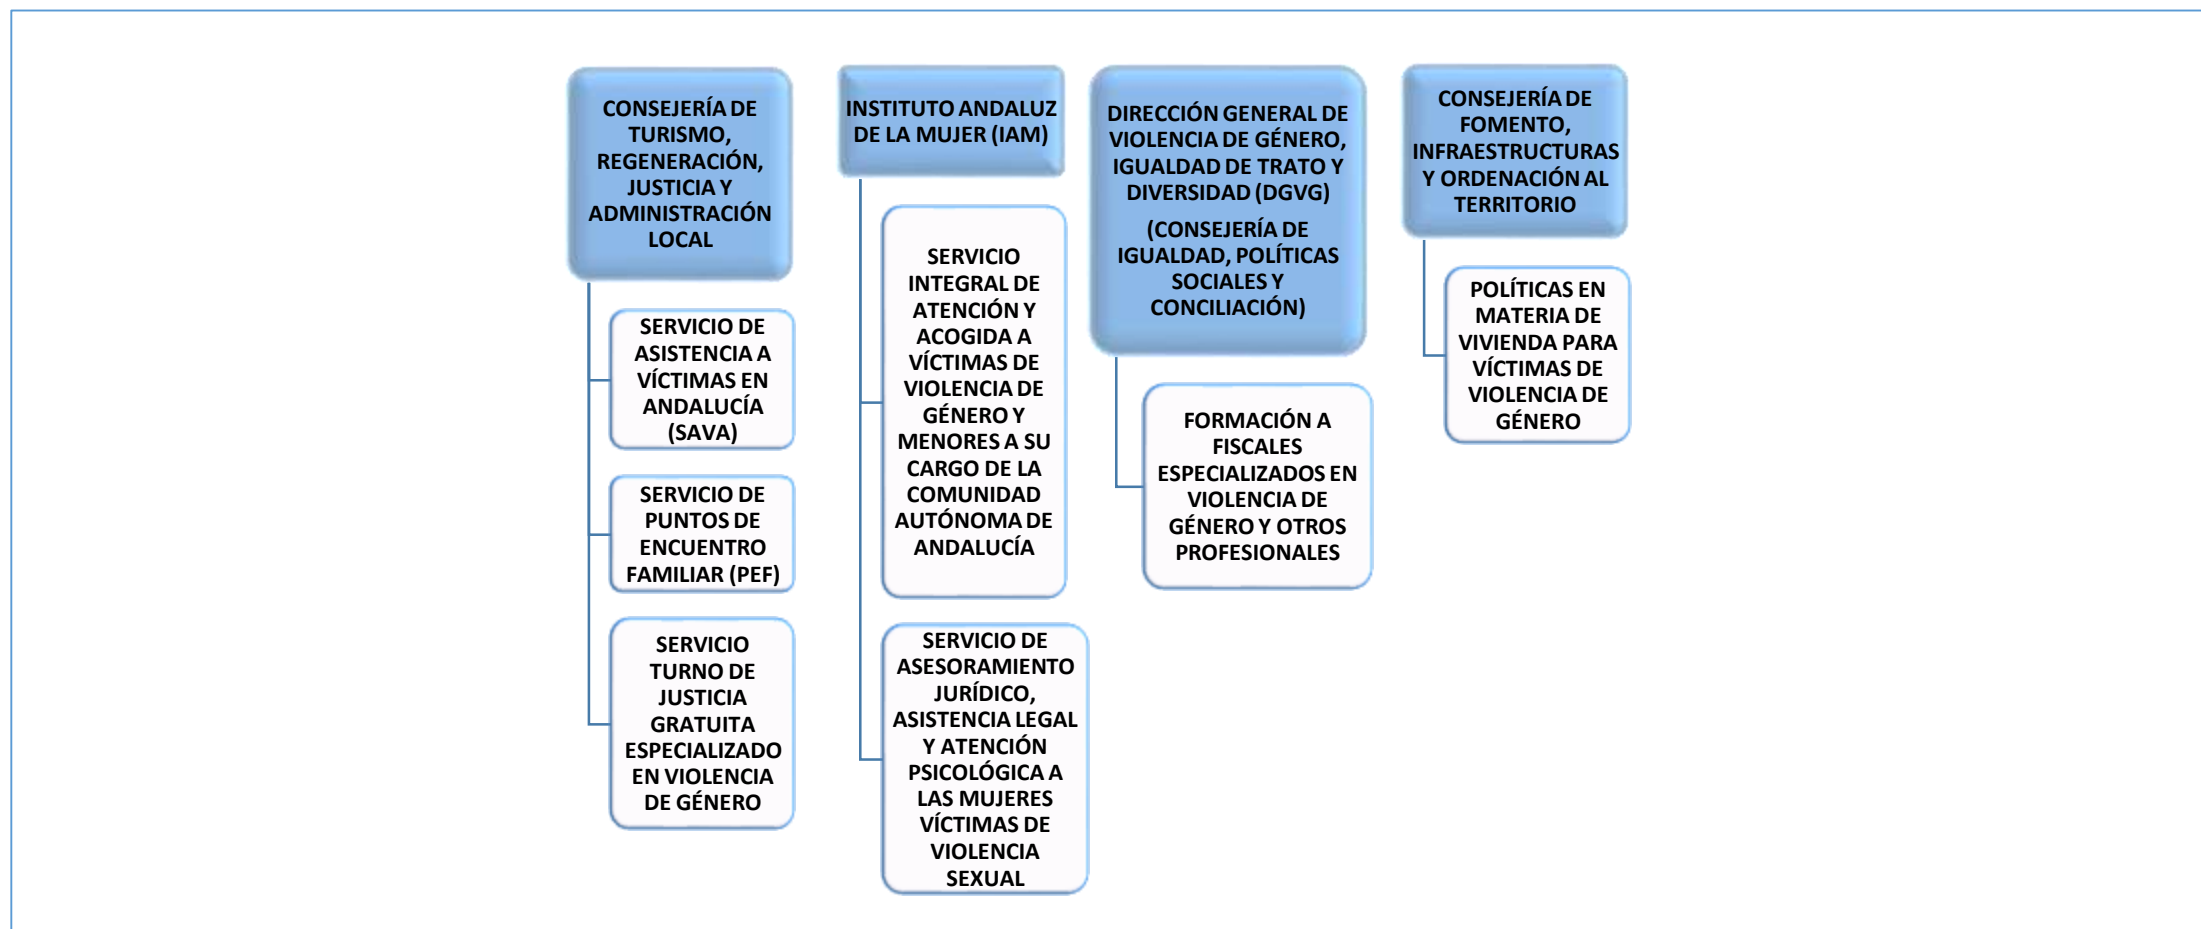 CONSEJERÍA DE
TURISMO,
REGENERACIÓN,
JUSTICIA Y
ADMINISTRACIÓN
LOCAL
SERVICIO DE
ASISTENCIA A
VÍCTIMAS EN
ANDALUCÍA
(SAVA)
SERVICIO DE
PUNTOS DE
ENCUENTRO
FAMILIAR (PEF)
SERVICIO
TURNO DE
JUSTICIA
GRATUITA
ESPECIALIZADO
EN VIOLENCIA
DE GÉNERO
INSTITUTO ANDALUZ
DE LA MUJER (IAM)
SERVICIO
INTEGRAL DE
ATENCIÓN Y
ACOGIDA A
VÍCTIMAS DE
VIOLENCIA DE
GÉNERO Y
MENORES A SU
CARGO DE LA
COMUNIDAD
AUTÓNOMA DE
ANDALUCÍA
SERVICIO DE
ASESORAMIENTO
JURÍDICO,
ASISTENCIA LEGAL
Y ATENCIÓN
PSICOLÓGICA A
LAS MUJERES
VÍCTIMAS DE
VIOLENCIA
SEXUAL
DIRECCIÓN GENERAL DE
VIOLENCIA DE GÉNERO,
IGUALDAD DE TRATO Y
DIVERSIDAD (DGVG)
(CONSEJERÍA DE
IGUALDAD, POLÍTICAS
SOCIALES Y
CONCILIACIÓN)
FORMACIÓN A
FISCALES
ESPECIALIZADOS EN
VIOLENCIA DE
GÉNERO Y OTROS
PROFESIONALES
CONSEJERÍA DE
FOMENTO,
INFRAESTRUCTURAS
Y ORDENACIÓN AL
TERRITORIO
POLÍTICAS EN
MATERIA DE
VIVIENDA PARA
VÍCTIMAS DE
VIOLENCIA DE
GÉNERO